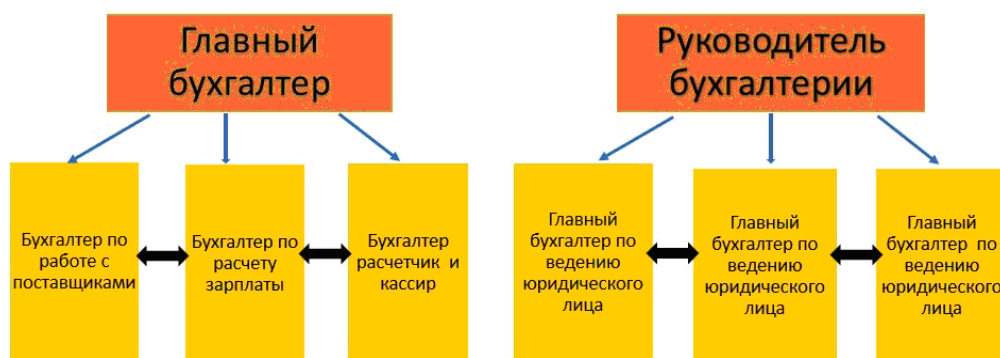 Главный
бухгалтер
Руководитель
бухгалтерии
Бухгалтер по
работе с
поставщиками
Бухгалтер по
расчету
зарплаты
Бухгалтер
расчетчик и
кассир
Главный
бухгалтер по
ведению
юридического
лица
Главный
бухгалтер по
ведению
юридического
лица
Главный
бухгалтер по
ведению
юридического
лица